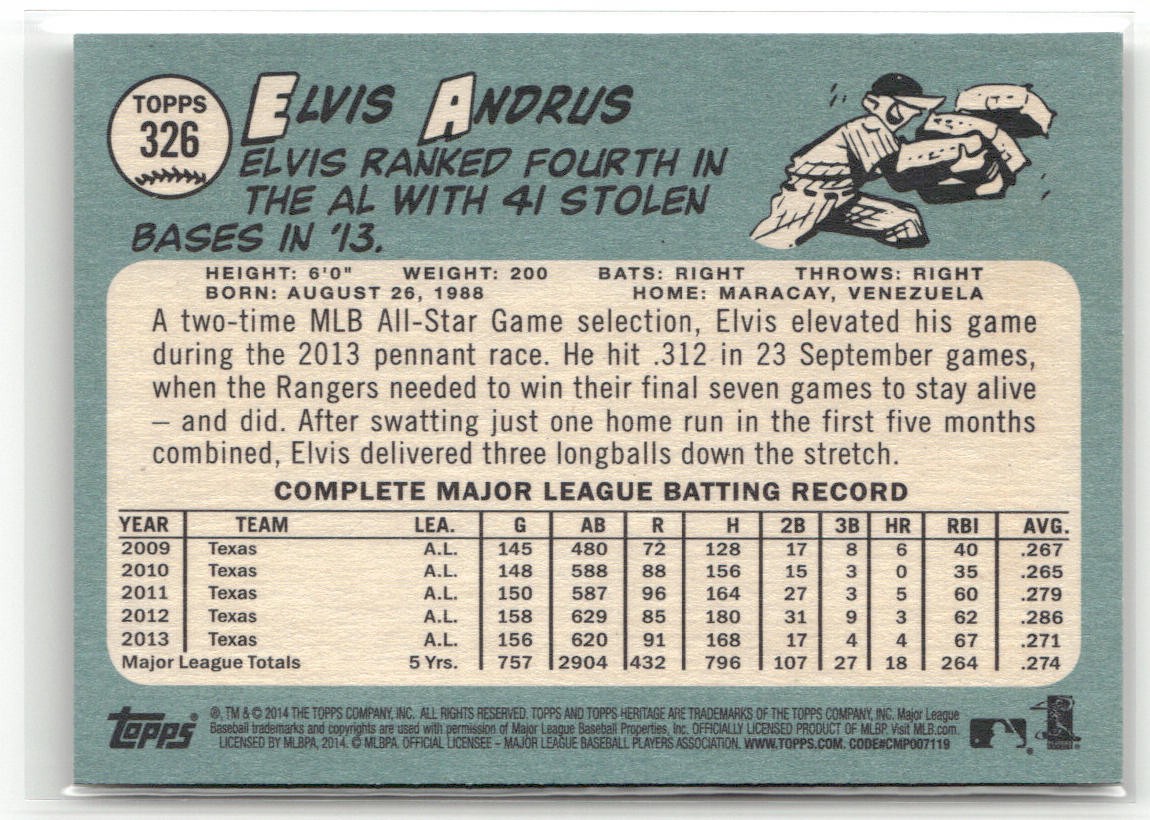 TOPPS
326
ELVIS ANDRUS
ELVIS RANKED FOURTH IN
THE AL WITH 41 STOLEN
BASES IN '13.
HEIGHT: 6'0" WEIGHT: 200 BATS: RIGHT THROWS: RIGHT
BORN: AUGUST 26, 1988 HOME: MARACAY, VENEZUELA
A two-time MLB All-Star Game selection, Elvis elevated his game
during the 2013 pennant race. He hit .312 in 23 September games,
when the Rangers needed to win their final seven games to stay alive
– and did. After swatting just one home run in the first five months
combined, Elvis delivered three longballs down the stretch.
COMPLETE MAJOR LEAGUE BATTING RECORD
YEAR TEAM LEA. G AB R H 2B 3B HR RBI AVG.
2009 Texas A.L. 145 480 72 128 17 8 6 40 .267
2010 Texas A.L. 148 588 88 156 15 3 0 35 .265
2011 Texas A.L. 150 587 96 164 27 3 5 60 .279
2012 Texas A.L. 158 629 85 180 31 9 3 62 .286
2013 Texas A.L. 156 620 91 168 17 4 4 67 .271
Major League Totals 5 Yrs. 757 2904 432 796 107 27 18 264 .274
topps®
®, TM & © 2014 THE TOPPS COMPANY, INC. ALL RIGHTS RESERVED. TOPPS AND TOPPS HERITAGE ARE TRADEMARKS OF THE TOPPS COMPANY, INC. Major League
Baseball trademarks and copyrights are used with permission of Major League Baseball Properties, Inc. OFFICIALLY LICENSED PRODUCT OF MLBP. Visit MLB.com.
LICENSED BY MLBPA, 2014. © MLBPA. OFFICIAL LICENSEE – MAJOR LEAGUE BASEBALL PLAYERS ASSOCIATION. WWW.TOPPS.COM. CODE#CMP007119